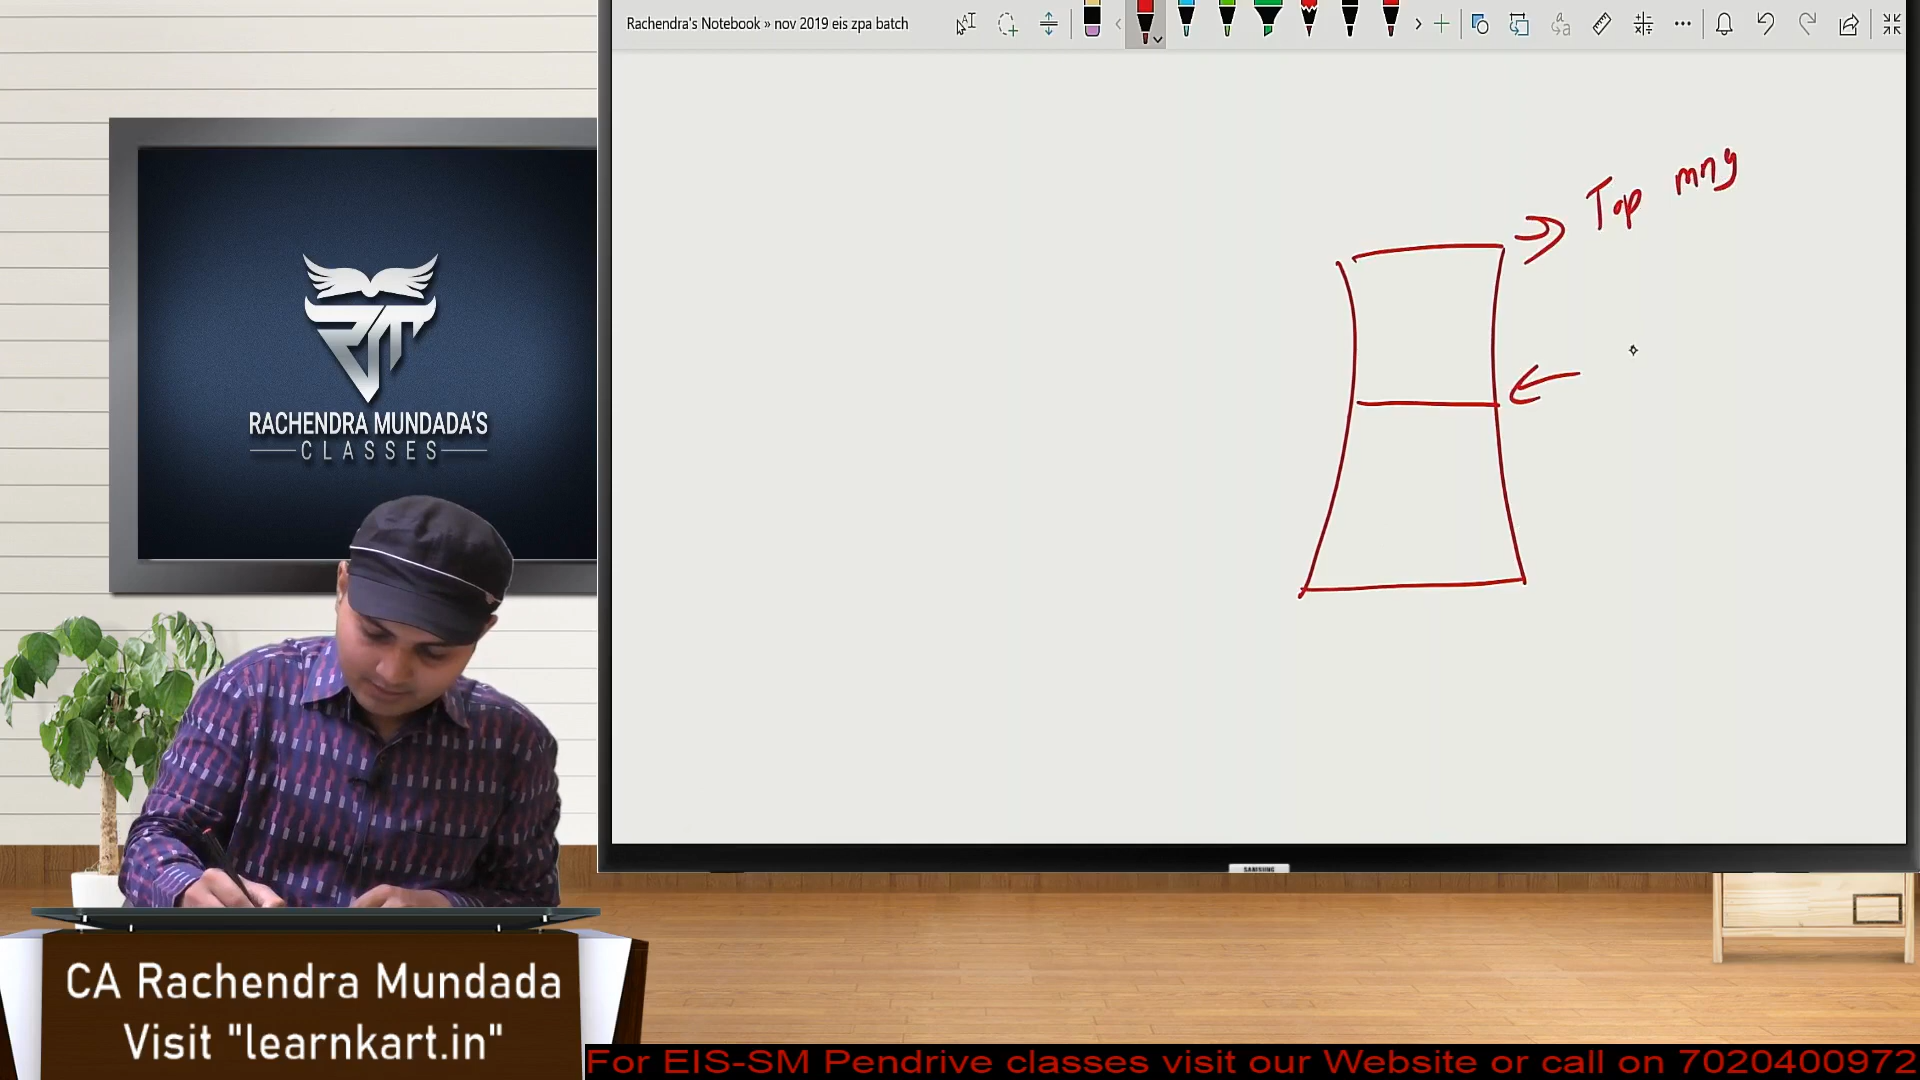 Rachendra's Notebook » nov 2019 eis zpa batch
Top mng
RACHENDRA MUNDADA'S
CLASSES
SAMSUNG
CA Rachendra Mundada
Visit "learnkart.in"
For EIS-SM Pendrive classes visit our Website or call on 7020400972